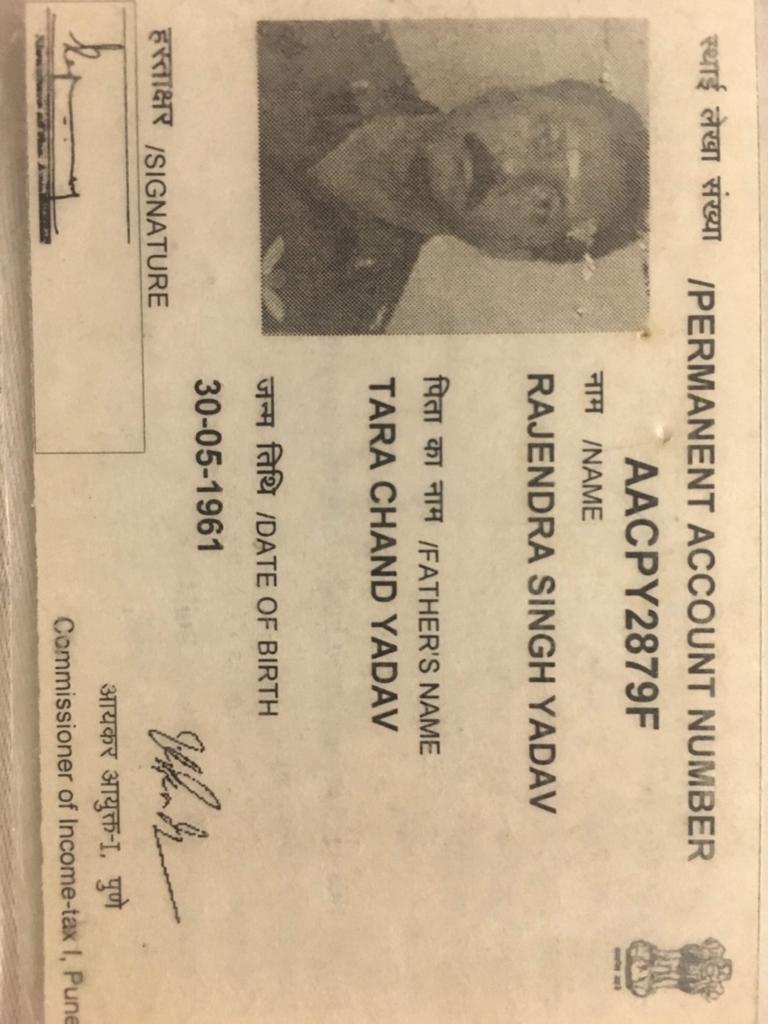 स्थाई लेखा संख्या /PERMANENT ACCOUNT NUMBER
AACPY2879F
नाम /NAME
RAJENDRA SINGH YADAV
पिता का नाम /FATHER'S NAME
TARA CHAND YADAV
जन्म तिथि /DATE OF BIRTH
30-05-1961
हस्ताक्षर /SIGNATURE
आयकर आयुक्त-I, पुणे
Commissioner of Income-tax I, Pune